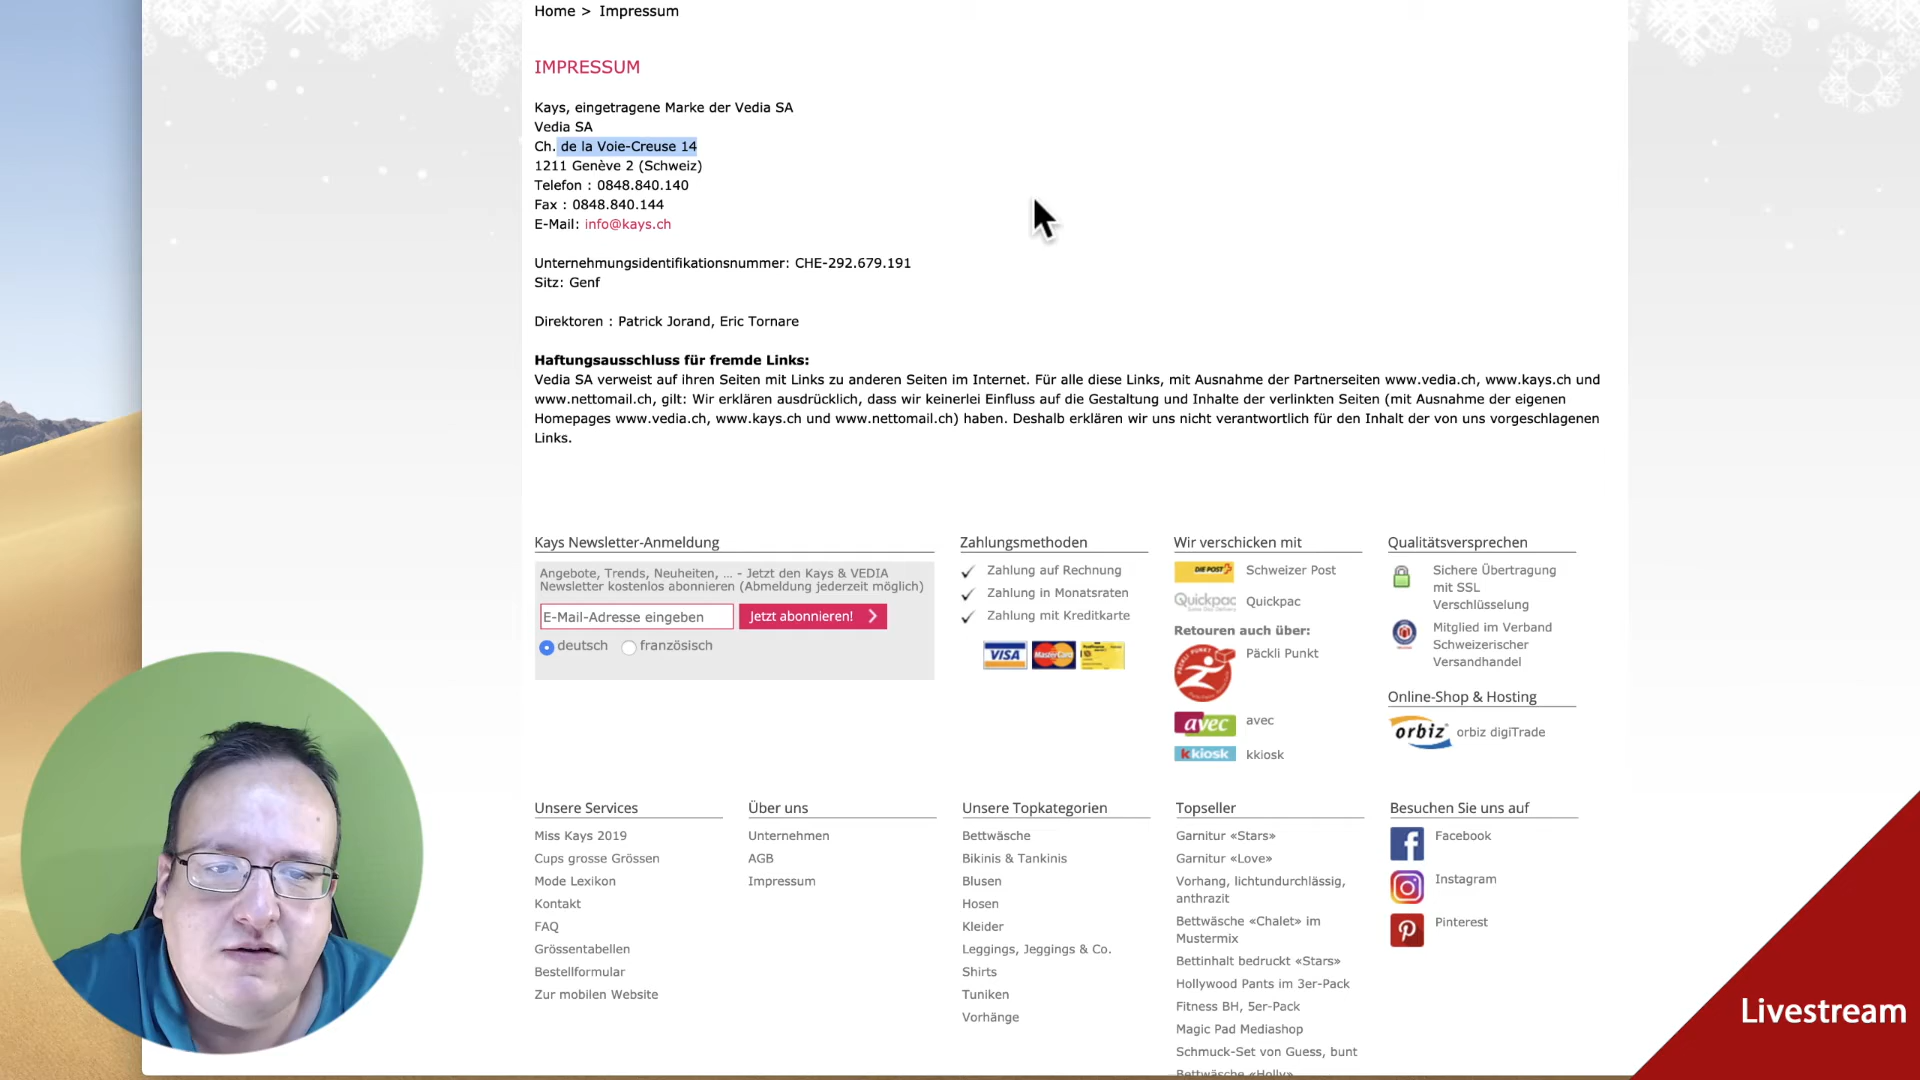 Home > Impressum
IMPRESSUM
Kays, eingetragene Marke der Vedia SA
Vedia SA
Ch. de la Voie-Creuse 14
1211 Genève 2 (Schweiz)
Telefon : 0848.840.140
Fax : 0848.840.144
E-Mail: info@kays.ch
Unternehmungsidentifikationsnummer: CHE-292.679.191
Sitz: Genf
Direktoren : Patrick Jorand, Eric Tornare
Haftungsausschluss für fremde Links:
Vedia SA verweist auf ihren Seiten mit Links zu anderen Seiten im Internet. Für alle diese Links, mit Ausnahme der Partnerseiten www.vedia.ch, www.kays.ch und
www.nettomail.ch, gilt: Wir erklären ausdrücklich, dass wir keinerlei Einfluss auf die Gestaltung und Inhalte der verlinkten Seiten (mit Ausnahme der eigenen
Homepages www.vedia.ch, www.kays.ch und www.nettomail.ch) haben. Deshalb erklären wir uns nicht verantwortlich für den Inhalt der von uns vorgeschlagenen
Links.
Kays Newsletter-Anmeldung
Angebote, Trends, Neuheiten, ... - Jetzt den Kays & VEDIA
Newsletter kostenlos abonnieren (Abmeldung jederzeit möglich)
E-Mail-Adresse eingeben
Jetzt abonnieren!
deutsch
französisch
Zahlungsmethoden
Zahlung auf Rechnung
Zahlung in Monatsraten
Zahlung mit Kreditkarte
VISA
MasterCard
Wir verschicken mit
DIE POST
Schweizer Post
Quickpac
Quickpac
Retouren auch über:
PÄCKLI PUNKT
Päckli Punkt
avec
avec
kkiosk
kkiosk
Qualitätsversprechen
Sichere Übertragung
mit SSL
Verschlüsselung
Mitglied im Verband
Schweizerischer
Versandhandel
Online-Shop & Hosting
orbiz
orbiz digiTrade
Unsere Services
Miss Kays 2019
Cups grosse Grössen
Mode Lexikon
Kontakt
FAQ
Grössentabellen
Bestellformular
Zur mobilen Website
Über uns
Unternehmen
AGB
Impressum
Unsere Topkategorien
Bettwäsche
Bikinis & Tankinis
Blusen
Hosen
Kleider
Leggings, Jeggings & Co.
Shirts
Tuniken
Vorhänge
Topseller
Garnitur «Stars»
Garnitur «Love»
Vorhang, lichtundurchlässig,
anthrazit
Bettwäsche «Chalet» im
Mustermix
Bettinhalt bedruckt «Stars»
Hollywood Pants im 3er-Pack
Fitness BH, 5er-Pack
Magic Pad Mediashop
Schmuck-Set von Guess, bunt
Bettwäsche «Holly»
Besuchen Sie uns auf
Facebook
Instagram
Pinterest
Livestream